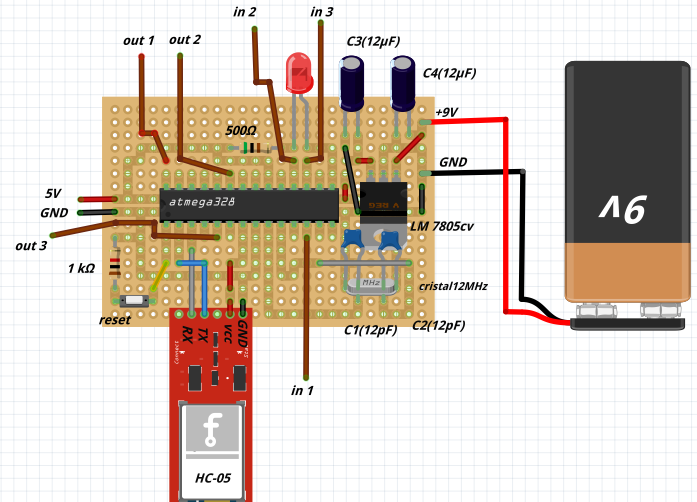 in 2
in 3
out 1
out 2
C3(12µF)
C4(12µF)
+9V
500Ω
GND
atmega328
5V
GND
V REG
9V
LM 7805cv
out 3
1 kΩ
MHz
cristal12MHz
reset
C1(12pF)
C2(12pF)
RX
TX
VCC
GND
Connect
in 1
HC-05